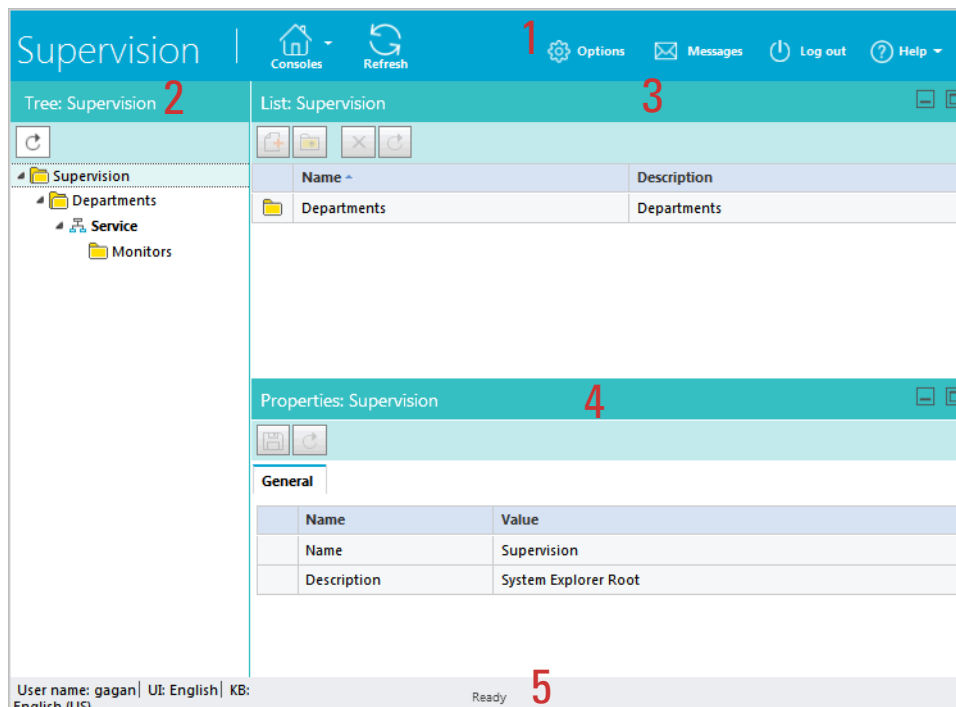 Supervision
Consoles
Refresh
1
Options
Messages
Log out
Help
Tree: Supervision 2
List: Supervision
3
Supervision
Departments
Service
Monitors
Name
Description
Departments
Departments
Properties: Supervision
4
General
Name
Value
Name
Supervision
Description
System Explorer Root
User name: gagan| UI: English| KB:
English (US)
Ready
5